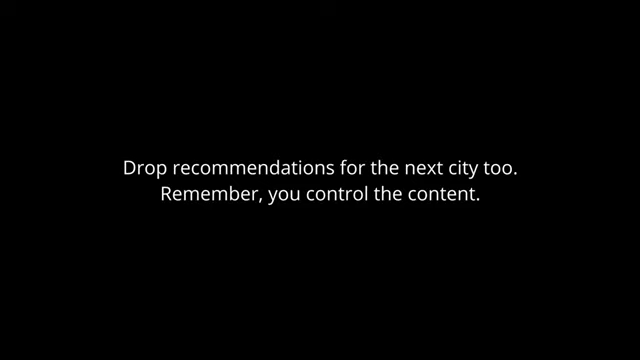 Drop recommendations for the next city too.
Remember, you control the content.